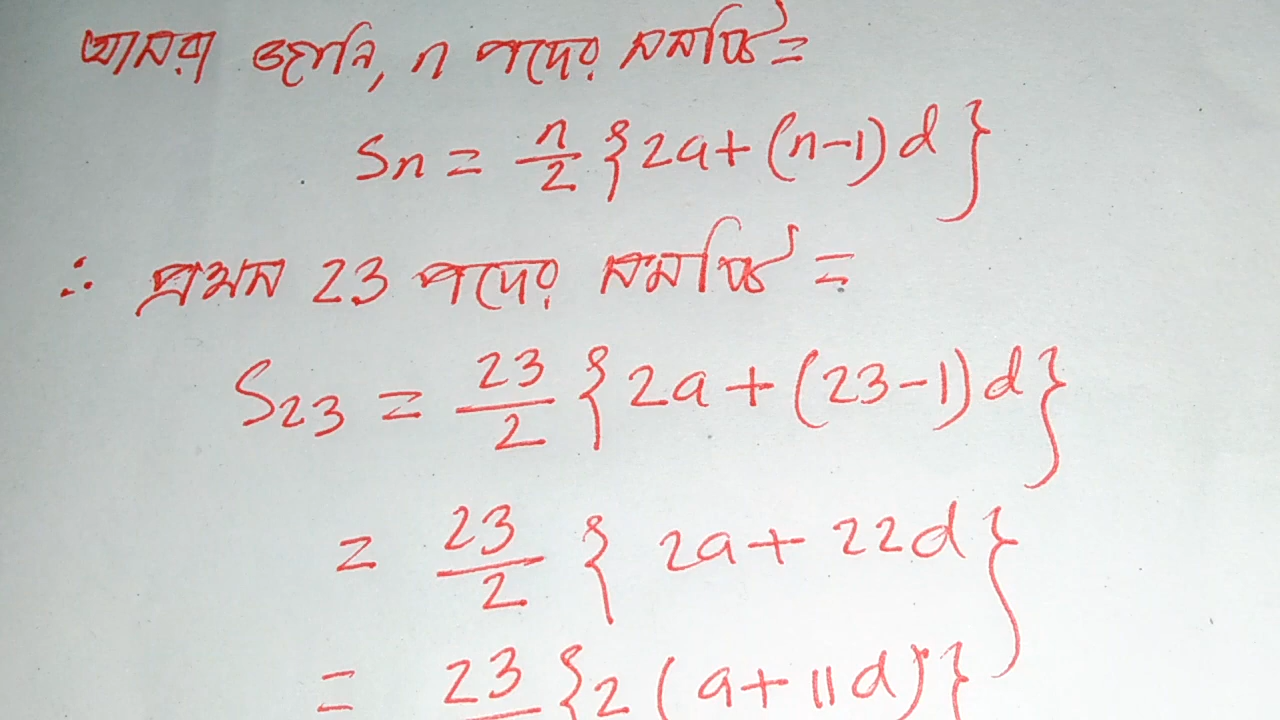 আমরা জানি, n পদের সমষ্টি =
Sn = n/2 {2a + (n-1)d}
∴ প্রথম 23 পদের সমষ্টি =
S23 = 23/2 {2a + (23-1)d}
= 23/2 {2a + 22d}
= 23 {2(a + 11d)}